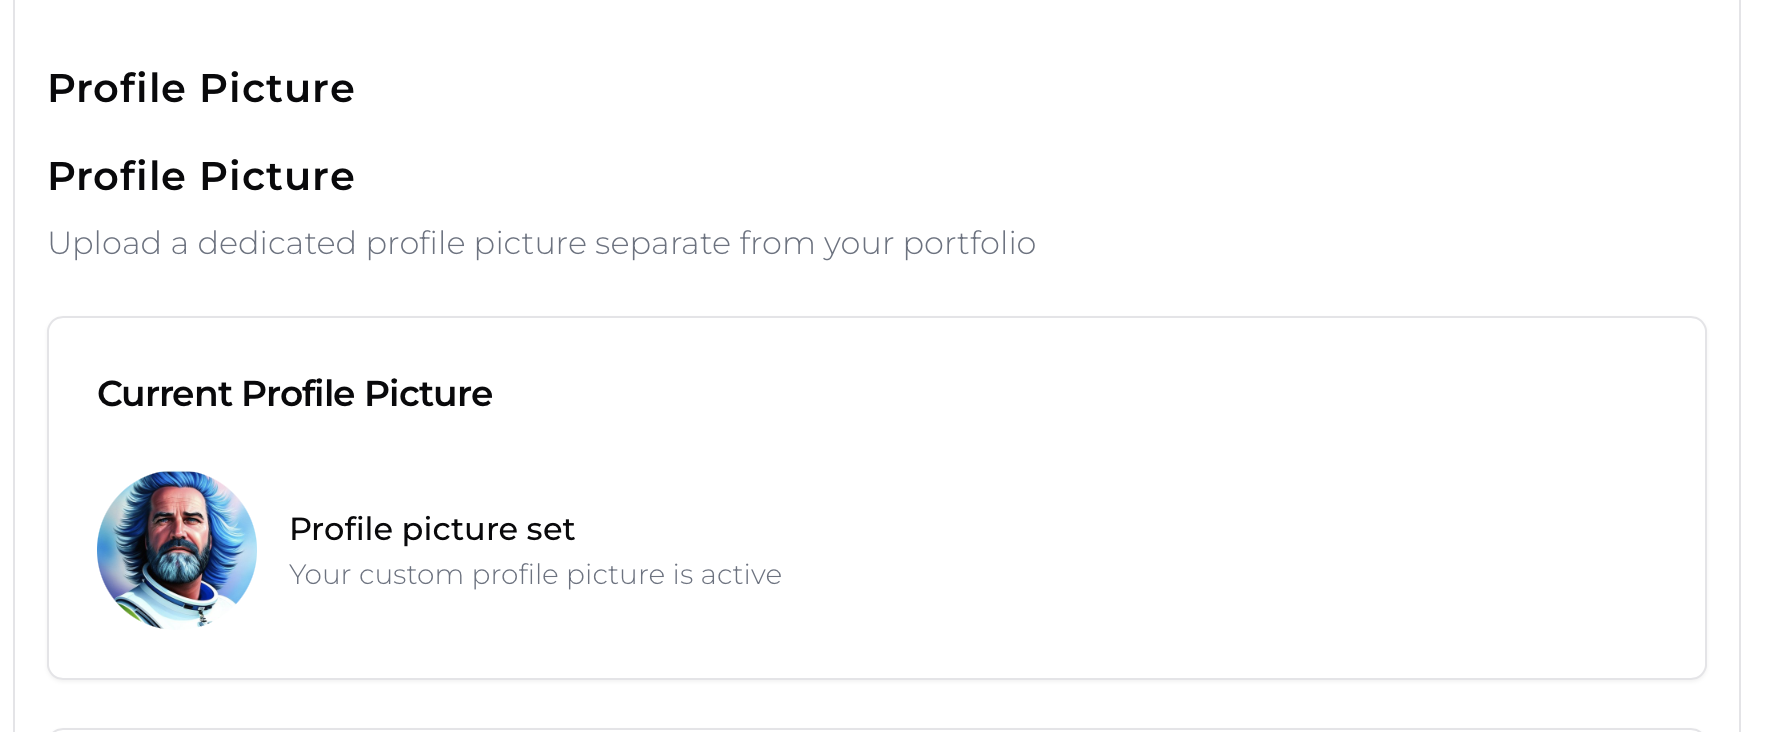 Profile Picture
Profile Picture
Upload a dedicated profile picture separate from your portfolio
Current Profile Picture
Profile picture set
Your custom profile picture is active